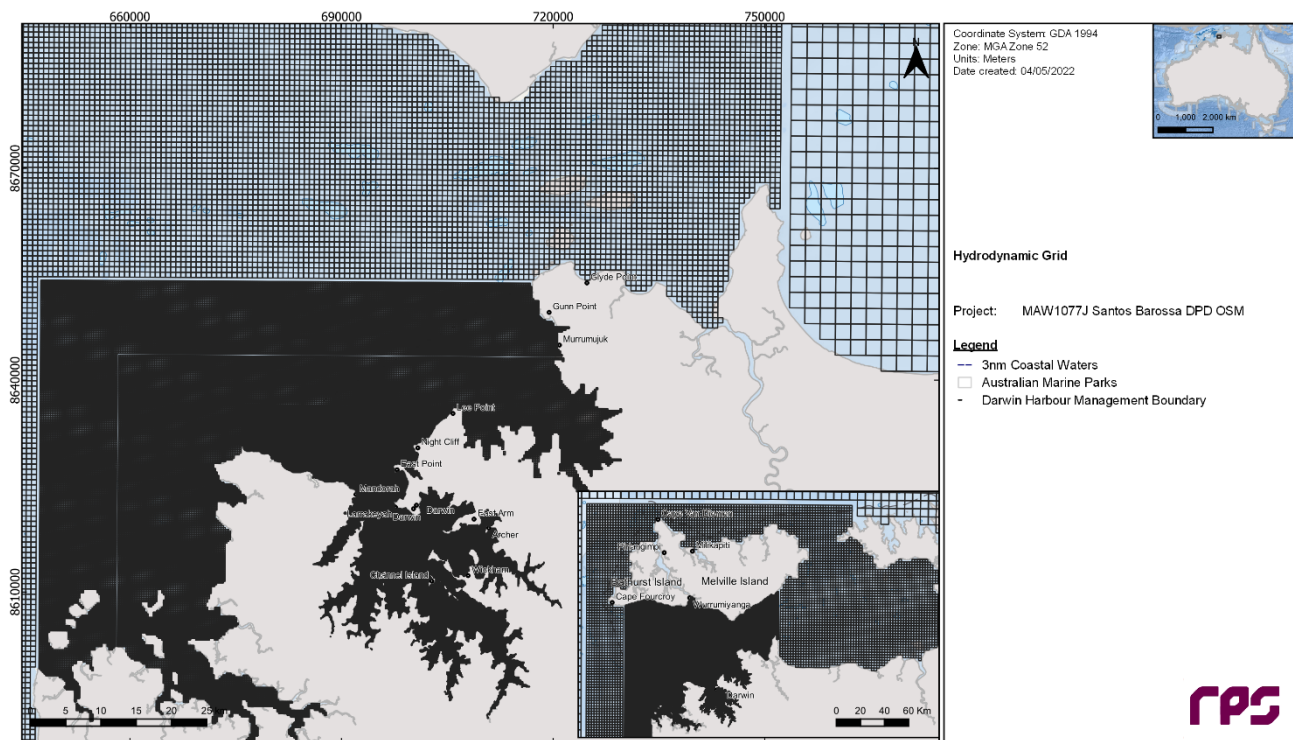 660000
690000
720000
750000
8670000
8640000
8610000
N
Glyde Point
Gunn Point
Murrumujuk
Lee Point
Night Cliff
East Point
Mandorah
Larrakeyah
Darwin
Darwin
East Arm
Archer
Wickham
Channel Island
5
10
15
20
25 km
Cape Van Diemen
Pirlangimpi
Milikapiti
Bathurst Island
Melville Island
Cape Fourcroy
Wurrumiyanga
Darwin
0 20 40 60 Km
Coordinate System: GDA 1994
Zone: MGA Zone 52
Units: Meters
Date created: 04/05/2022
0 1,000 2,000 km
Hydrodynamic Grid
Project: MAW1077J Santos Barossa DPD OSM
Legend
3nm Coastal Waters
Australian Marine Parks
Darwin Harbour Management Boundary
rps